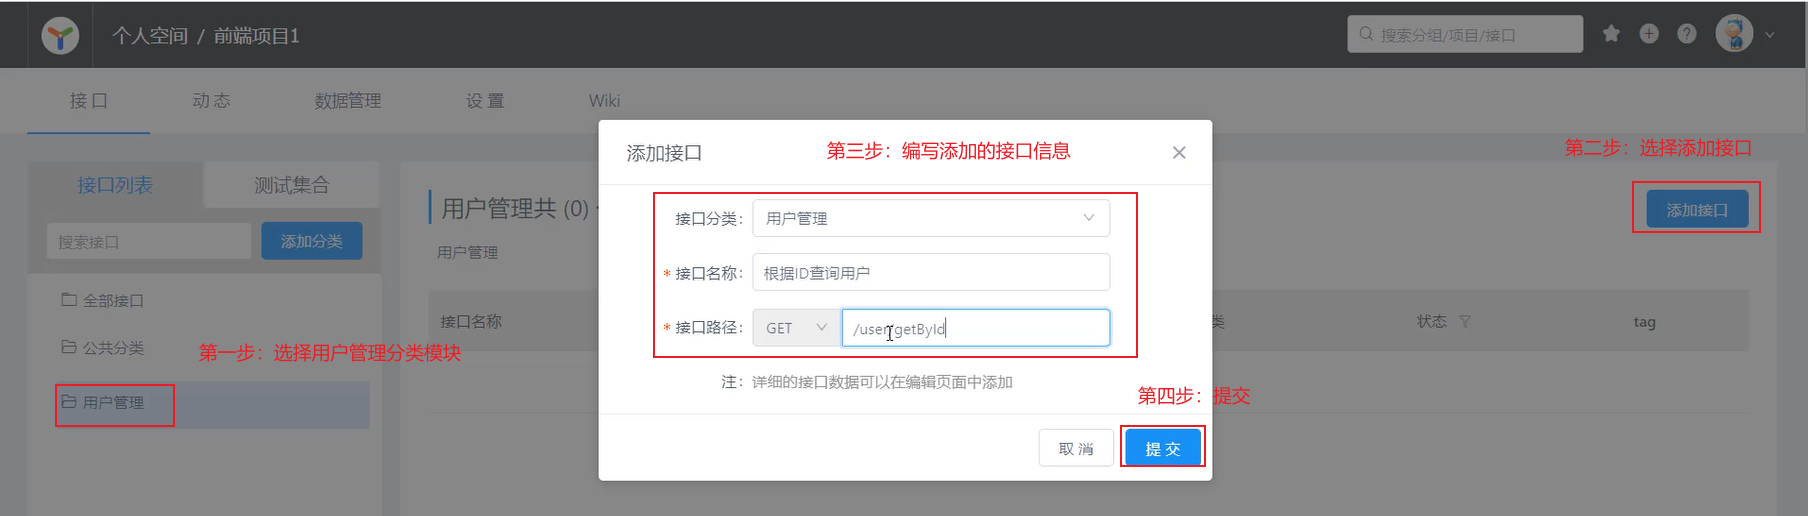 个人空间 / 前端项目1
搜索分组/项目/接口
接口 动态 数据管理 设置 Wiki
添加接口
第三步：编写添加的接口信息
第二步：选择添加接口
接口列表 测试集合
用户管理共 (0)
添加接口
接口分类： 用户管理
搜索接口 添加分类
用户管理
* 接口名称： 根据ID查询用户
全部接口
接口名称
* 接口路径： GET /user/getById
类 状态 tag
公共分类
第一步：选择用户管理分类模块
注： 详细的接口数据可以在编辑页面中添加
第四步：提交
用户管理
取消 提交